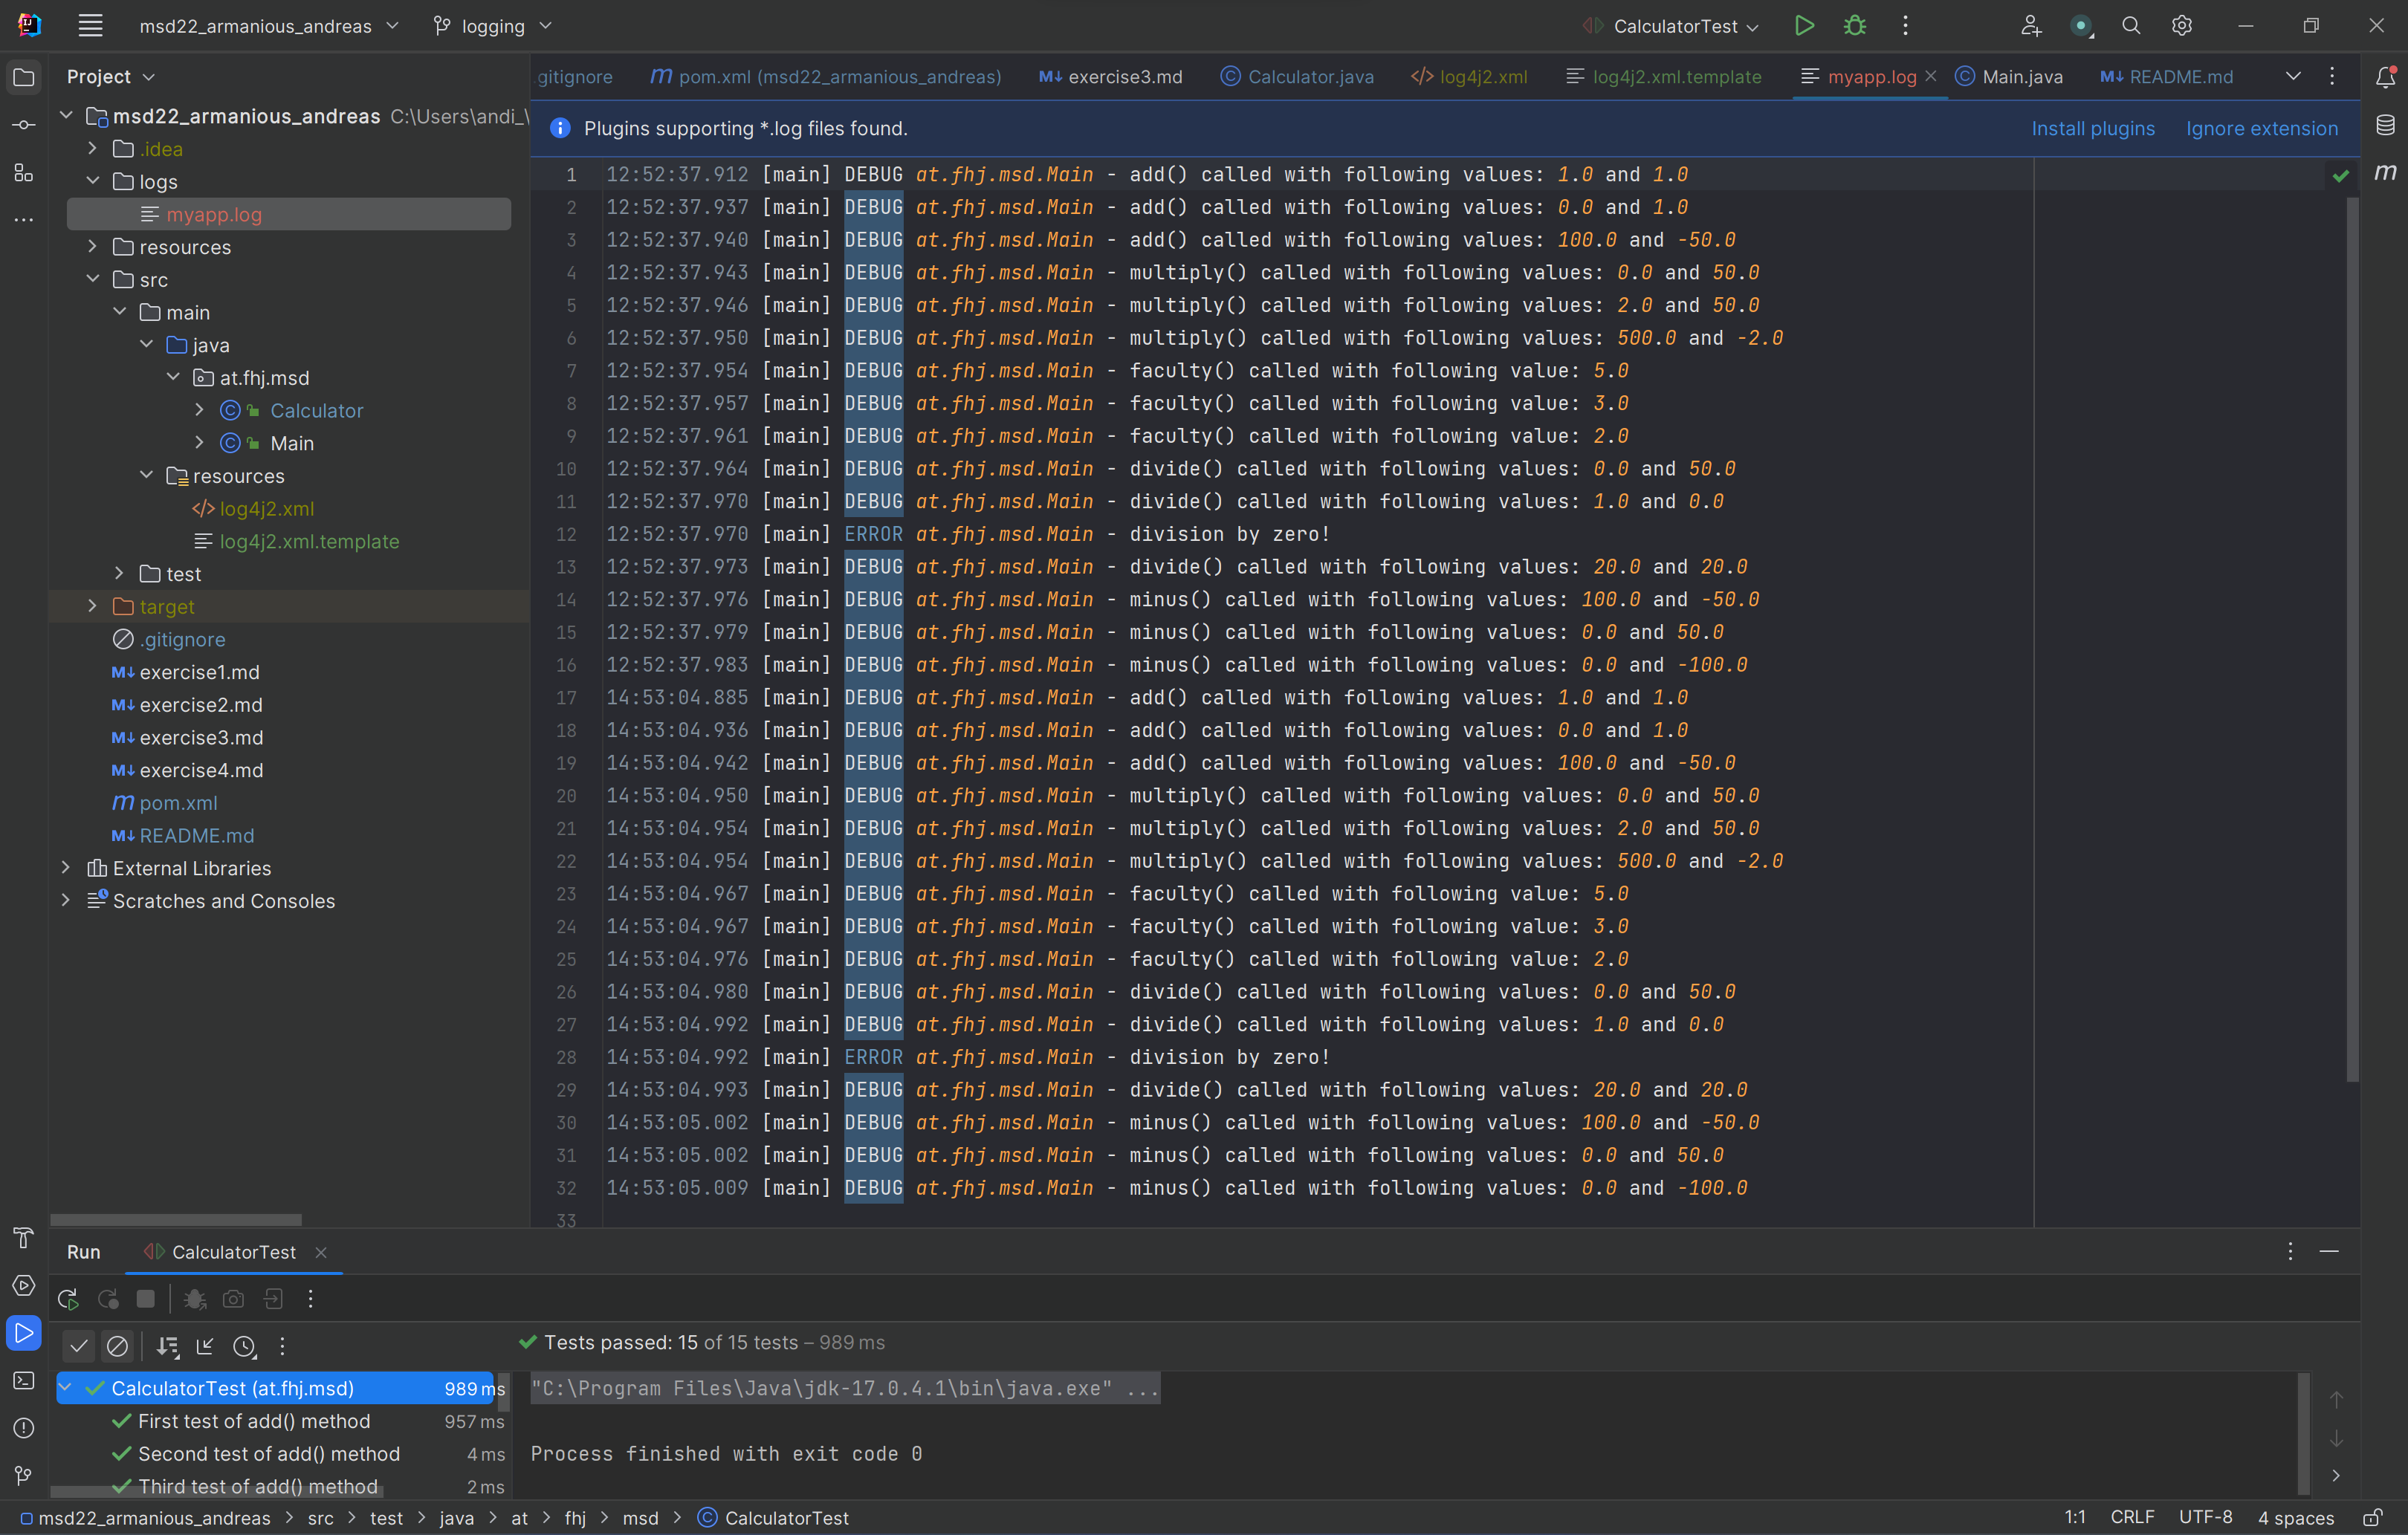 msd22_armanious_andreas logging CalculatorTest
Project
.gitignore pom.xml (msd22_armanious_andreas) exercise3.md Calculator.java log4j2.xml log4j2.xml.template myapp.log Main.java README.md
Plugins supporting *.log files found. Install plugins Ignore extension
msd22_armanious_andreas C:\Users\andi_
.idea
logs
myapp.log
resources
src
main
java
at.fhj.msd
Calculator
Main
resources
log4j2.xml
log4j2.xml.template
test
target
.gitignore
exercise1.md
exercise2.md
exercise3.md
exercise4.md
pom.xml
README.md
External Libraries
Scratches and Consoles
1 12:52:37.912 [main] DEBUG at.fhj.msd.Main - add() called with following values: 1.0 and 1.0
2 12:52:37.937 [main] DEBUG at.fhj.msd.Main - add() called with following values: 0.0 and 1.0
3 12:52:37.940 [main] DEBUG at.fhj.msd.Main - add() called with following values: 100.0 and -50.0
4 12:52:37.943 [main] DEBUG at.fhj.msd.Main - multiply() called with following values: 0.0 and 50.0
5 12:52:37.946 [main] DEBUG at.fhj.msd.Main - multiply() called with following values: 2.0 and 50.0
6 12:52:37.950 [main] DEBUG at.fhj.msd.Main - multiply() called with following values: 500.0 and -2.0
7 12:52:37.954 [main] DEBUG at.fhj.msd.Main - faculty() called with following value: 5.0
8 12:52:37.957 [main] DEBUG at.fhj.msd.Main - faculty() called with following value: 3.0
9 12:52:37.961 [main] DEBUG at.fhj.msd.Main - faculty() called with following value: 2.0
10 12:52:37.964 [main] DEBUG at.fhj.msd.Main - divide() called with following values: 0.0 and 50.0
11 12:52:37.970 [main] DEBUG at.fhj.msd.Main - divide() called with following values: 1.0 and 0.0
12 12:52:37.970 [main] ERROR at.fhj.msd.Main - division by zero!
13 12:52:37.973 [main] DEBUG at.fhj.msd.Main - divide() called with following values: 20.0 and 20.0
14 12:52:37.976 [main] DEBUG at.fhj.msd.Main - minus() called with following values: 100.0 and -50.0
15 12:52:37.979 [main] DEBUG at.fhj.msd.Main - minus() called with following values: 0.0 and 50.0
16 12:52:37.983 [main] DEBUG at.fhj.msd.Main - minus() called with following values: 0.0 and -100.0
17 14:53:04.885 [main] DEBUG at.fhj.msd.Main - add() called with following values: 1.0 and 1.0
18 14:53:04.936 [main] DEBUG at.fhj.msd.Main - add() called with following values: 0.0 and 1.0
19 14:53:04.942 [main] DEBUG at.fhj.msd.Main - add() called with following values: 100.0 and -50.0
20 14:53:04.950 [main] DEBUG at.fhj.msd.Main - multiply() called with following values: 0.0 and 50.0
21 14:53:04.954 [main] DEBUG at.fhj.msd.Main - multiply() called with following values: 2.0 and 50.0
22 14:53:04.954 [main] DEBUG at.fhj.msd.Main - multiply() called with following values: 500.0 and -2.0
23 14:53:04.967 [main] DEBUG at.fhj.msd.Main - faculty() called with following value: 5.0
24 14:53:04.967 [main] DEBUG at.fhj.msd.Main - faculty() called with following value: 3.0
25 14:53:04.976 [main] DEBUG at.fhj.msd.Main - faculty() called with following value: 2.0
26 14:53:04.980 [main] DEBUG at.fhj.msd.Main - divide() called with following values: 0.0 and 50.0
27 14:53:04.992 [main] DEBUG at.fhj.msd.Main - divide() called with following values: 1.0 and 0.0
28 14:53:04.992 [main] ERROR at.fhj.msd.Main - division by zero!
29 14:53:04.993 [main] DEBUG at.fhj.msd.Main - divide() called with following values: 20.0 and 20.0
30 14:53:05.002 [main] DEBUG at.fhj.msd.Main - minus() called with following values: 100.0 and -50.0
31 14:53:05.002 [main] DEBUG at.fhj.msd.Main - minus() called with following values: 0.0 and 50.0
32 14:53:05.009 [main] DEBUG at.fhj.msd.Main - minus() called with following values: 0.0 and -100.0
33
Run CalculatorTest
Tests passed: 15 of 15 tests – 989 ms
CalculatorTest (at.fhj.msd) 989 ms
First test of add() method 957 ms
Second test of add() method 4 ms
Third test of add() method 2 ms
"C:\Program Files\Java\jdk-17.0.4.1\bin\java.exe" ...
Process finished with exit code 0
msd22_armanious_andreas > src > test > java > at > fhj > msd > CalculatorTest 1:1 CRLF UTF-8 4 spaces